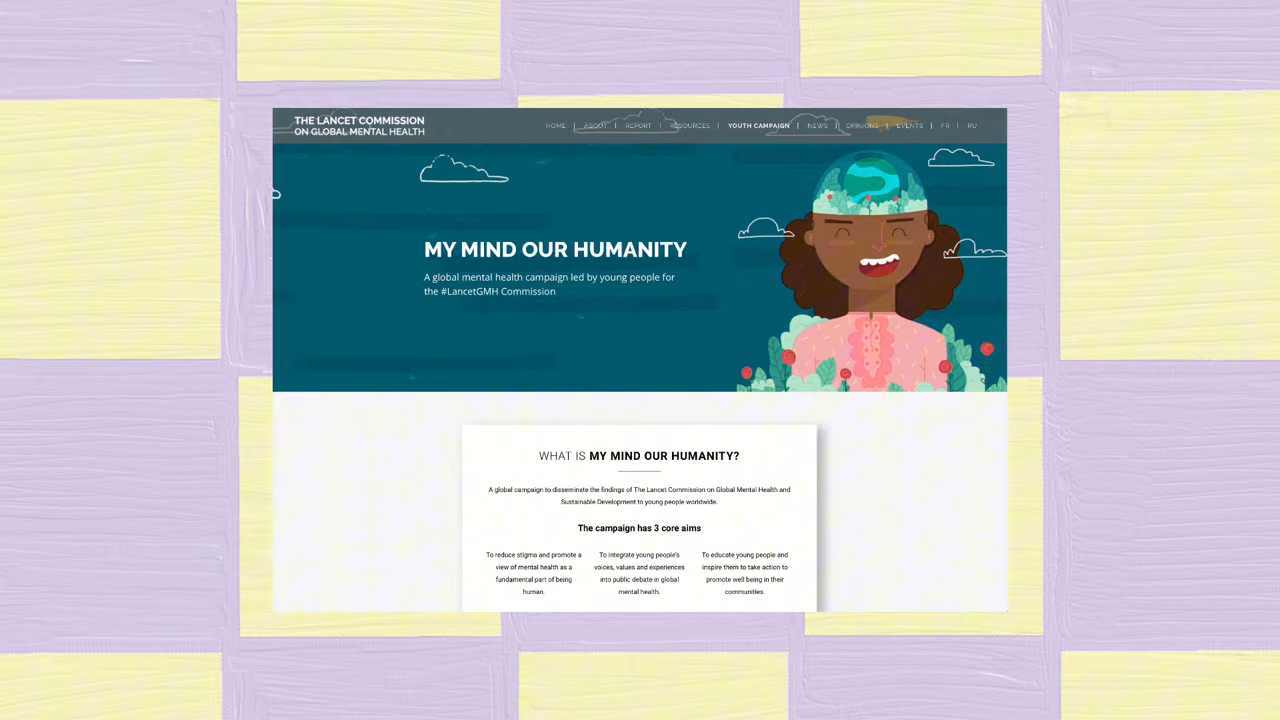 THE LANCET COMMISSION
ON GLOBAL MENTAL HEALTH
HOME | ABOUT | REPORT | RESOURCES | YOUTH CAMPAIGN | NEWS | OPINIONS | EVENTS | FR | RU
MY MIND OUR HUMANITY
A global mental health campaign led by young people for
the #LancetGMH Commission
WHAT IS MY MIND OUR HUMANITY?
A global campaign to disseminate the findings of The Lancet Commission on Global Mental Health and
Sustainable Development to young people worldwide.
The campaign has 3 core aims
To reduce stigma and promote a
view of mental health as a
fundamental part of being
human.
To integrate young people's
voices, values and experiences
into public debate in global
mental health.
To educate young people and
inspire them to take action to
promote well being in their
communities.